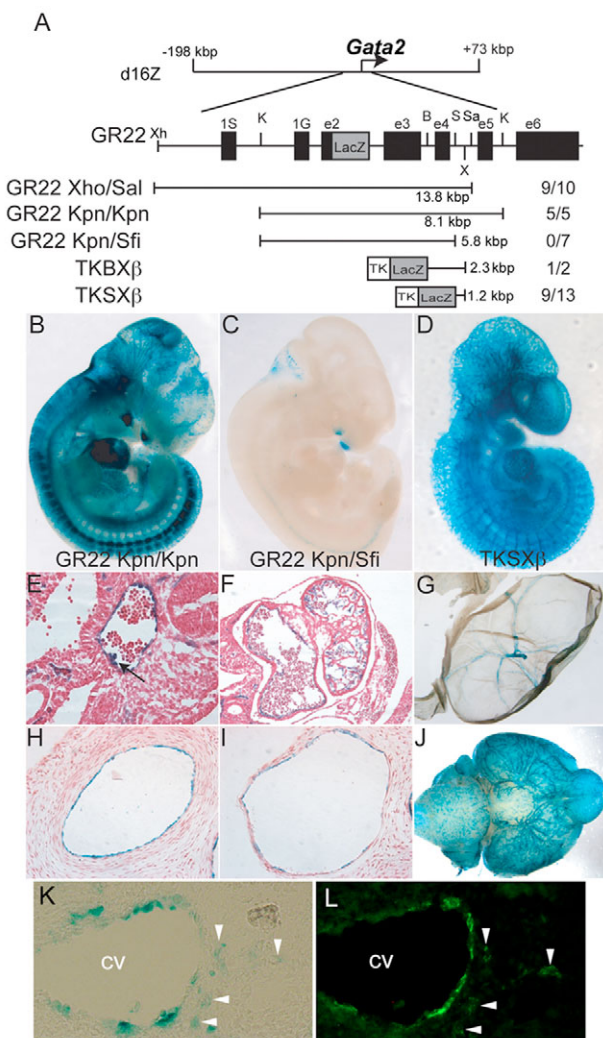 A
Gata2
-198 kbp
+73 kbp
d16Z
GR22
Xh
1S
K
1G
e2
LacZ
e3
B
e4
S
Sa
X
e5
K
e6
GR22 Xho/Sal
13.8 kbp
9/10
GR22 Kpn/Kpn
8.1 kbp
5/5
GR22 Kpn/Sfi
5.8 kbp
0/7
TKBXβ
TK
LacZ
2.3 kbp
1/2
TKSXβ
TK
LacZ
1.2 kbp
9/13
B
C
D
GR22 Kpn/Kpn
GR22 Kpn/Sfi
TKSXβ
E
F
G
H
I
J
K
cv
L
cv